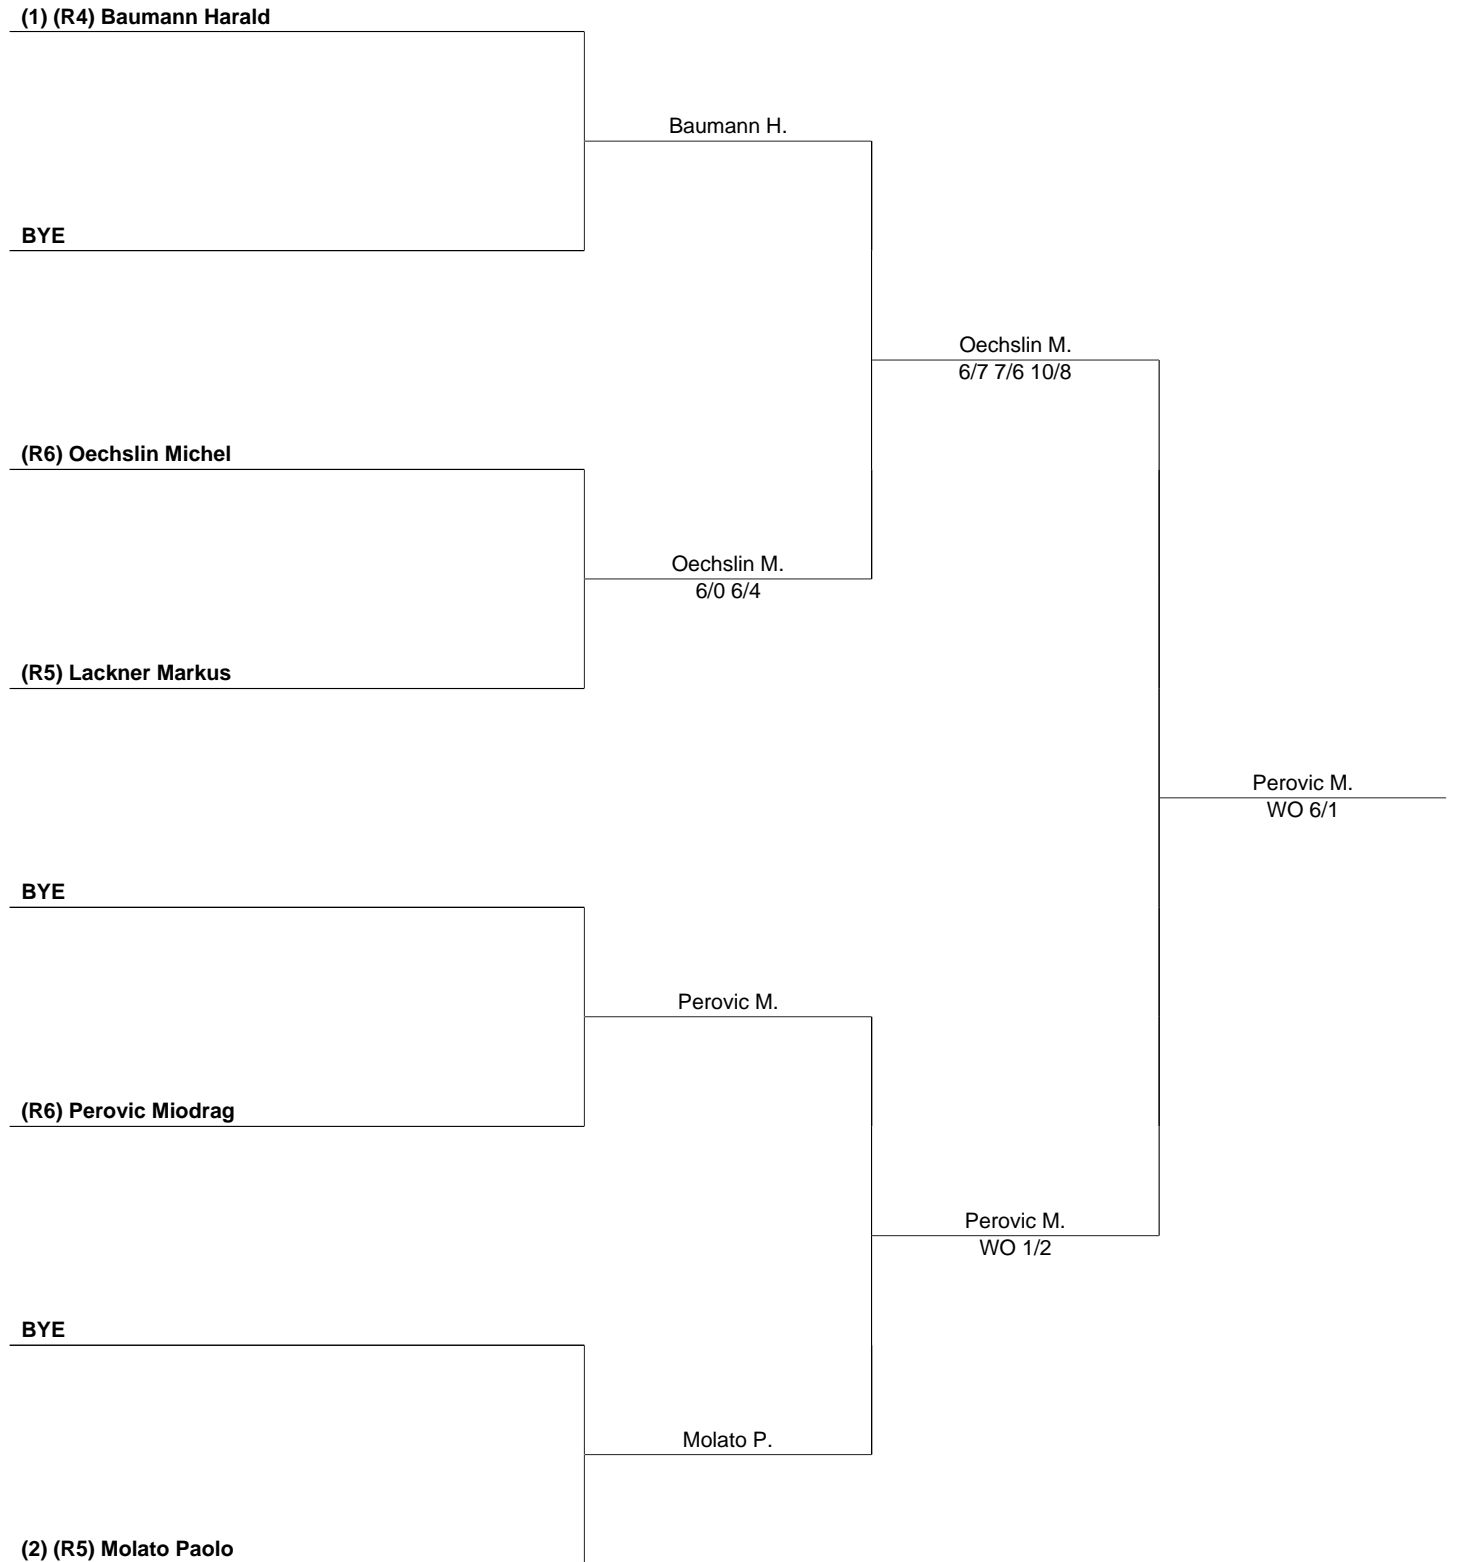 (1) (R4) Baumann Harald
Baumann H.
BYE
Oechslin M.
6/7 7/6 10/8
(R6) Oechslin Michel
Oechslin M.
6/0 6/4
(R5) Lackner Markus
Perovic M.
WO 6/1
BYE
Perovic M.
(R6) Perovic Miodrag
Perovic M.
WO 1/2
BYE
Molato P.
(2) (R5) Molato Paolo